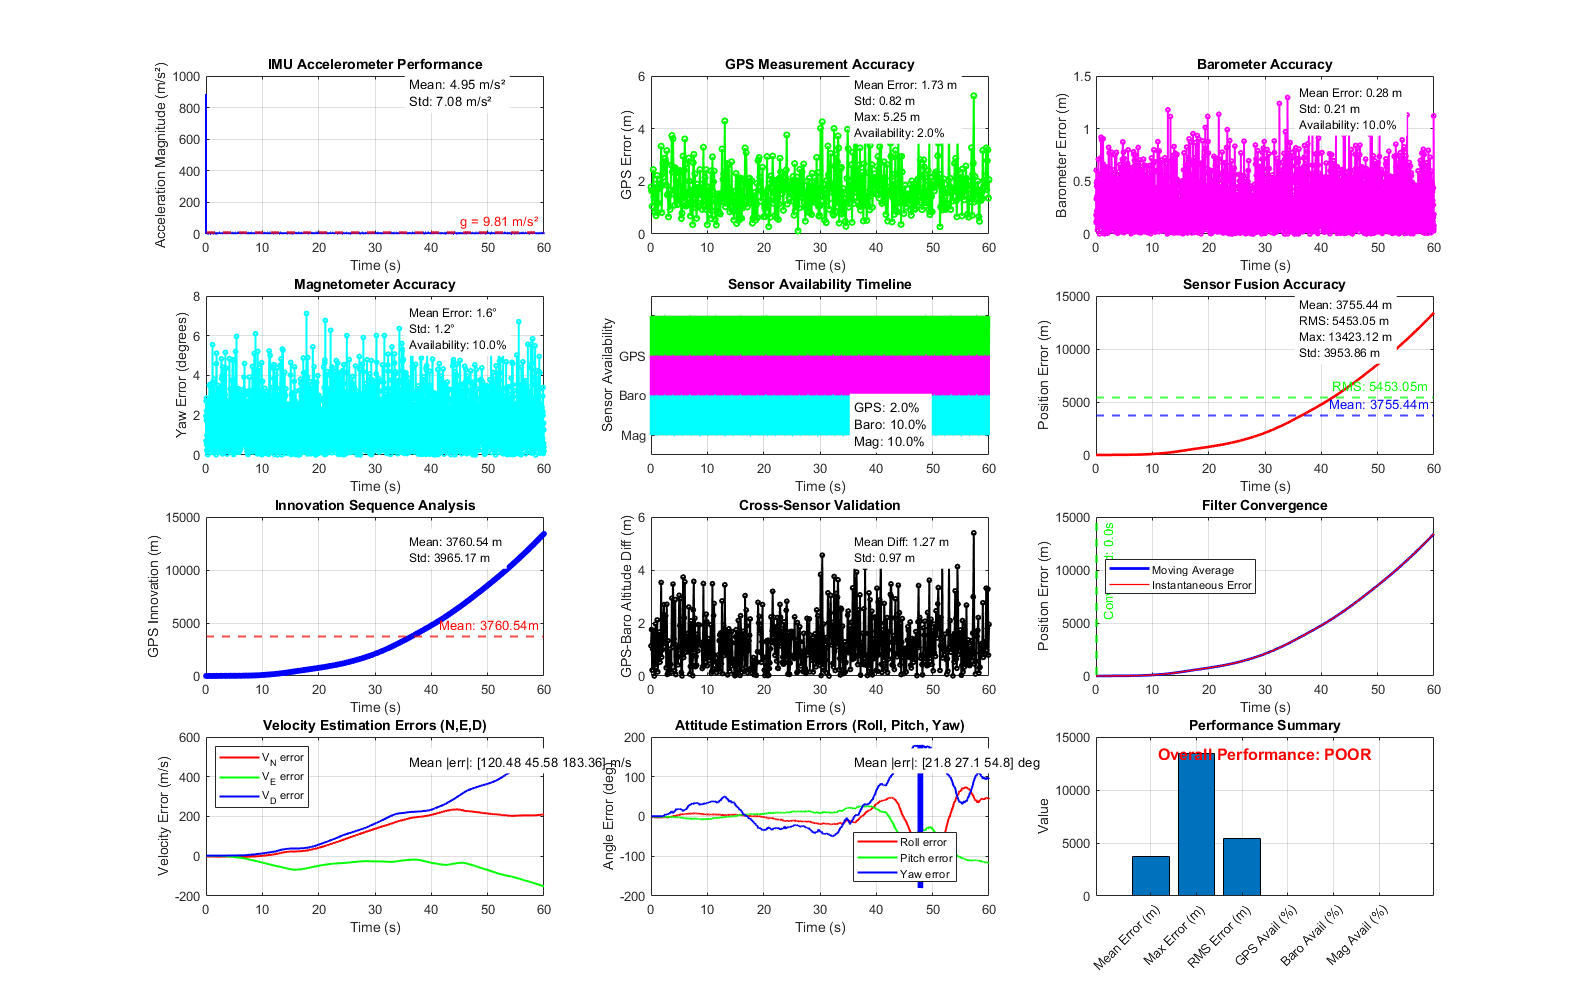 IMU Accelerometer Performance
Acceleration Magnitude (m/s²)
1000
800
600
400
200
0
Mean: 4.95 m/s²
Std: 7.08 m/s²
g = 9.81 m/s²
0 10 20 30 40 50 60
Time (s)
GPS Measurement Accuracy
GPS Error (m)
6
4
2
0
Mean Error: 1.73 m
Std: 0.82 m
Max: 5.25 m
Availability: 2.0%
0 10 20 30 40 50 60
Time (s)
Barometer Accuracy
Barometer Error (m)
1.5
1
0.5
0
Mean Error: 0.28 m
Std: 0.21 m
Availability: 10.0%
0 10 20 30 40 50 60
Time (s)
Magnetometer Accuracy
Yaw Error (degrees)
8
6
4
2
0
Mean Error: 1.6°
Std: 1.2°
Availability: 10.0%
0 10 20 30 40 50 60
Time (s)
Sensor Availability Timeline
Sensor Availability
GPS
Baro
Mag
GPS: 2.0%
Baro: 10.0%
Mag: 10.0%
0 10 20 30 40 50 60
Time (s)
Sensor Fusion Accuracy
Position Error (m)
15000
10000
5000
0
Mean: 3755.44 m
RMS: 5453.05 m
Max: 13423.12 m
Std: 3953.86 m
RMS: 5453.05m
Mean: 3755.44m
0 10 20 30 40 50 60
Time (s)
Innovation Sequence Analysis
GPS Innovation (m)
15000
10000
5000
0
Mean: 3760.54 m
Std: 3965.17 m
Mean: 3760.54m
0 10 20 30 40 50 60
Time (s)
Cross-Sensor Validation
GPS-Baro Altitude Diff (m)
6
4
2
0
Mean Diff: 1.27 m
Std: 0.97 m
0 10 20 30 40 50 60
Time (s)
Filter Convergence
Position Error (m)
15000
10000
5000
0
d: 0.0s
Moving Average
Instantaneous Error
0 10 20 30 40 50 60
Time (s)
Velocity Estimation Errors (N,E,D)
Velocity Error (m/s)
600
400
200
0
-200
V_N error
V_E error
V_D error
Mean |err|: [120.48 45.58 183.36] m/s
0 10 20 30 40 50 60
Time (s)
Attitude Estimation Errors (Roll, Pitch, Yaw)
Angle Error (deg)
200
100
0
-100
-200
Mean |err|: [21.8 27.1 54.8] deg
Roll error
Pitch error
Yaw error
0 10 20 30 40 50 60
Time (s)
Performance Summary
Value
15000
10000
5000
0
Overall Performance: POOR
Mean Error (m)
Max Error (m)
RMS Error (m)
GPS Avail (%)
Baro Avail (%)
Mag Avail (%)